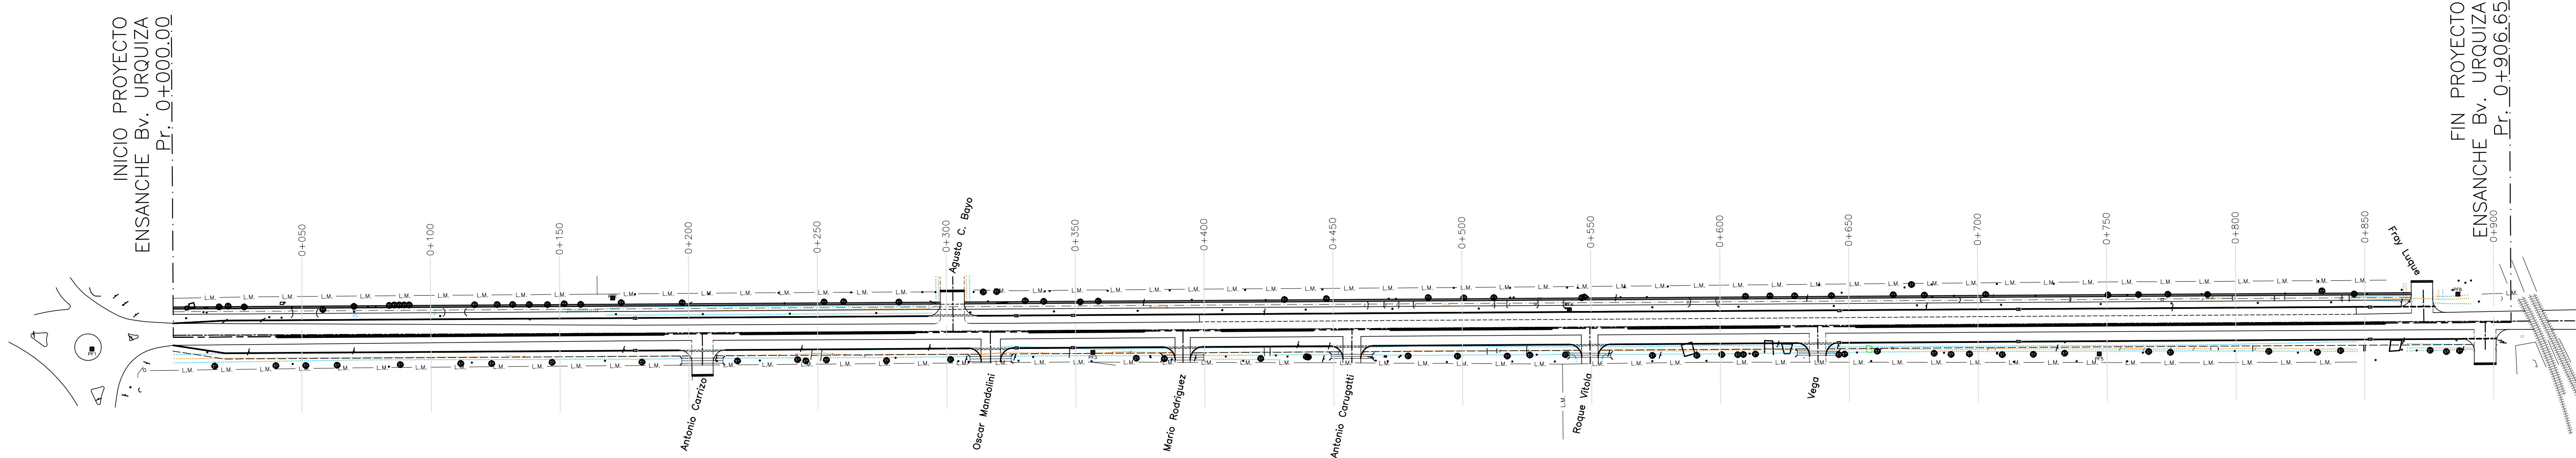 INICIO PROYECTO
ENSANCHE Bv. URQUIZA
Pr. 0+000.00
0+050
0+100
0+150
0+200
0+250
0+300
Agusto C. Bayo
0+350
0+400
0+450
0+500
0+550
0+600
0+650
0+700
0+750
0+800
0+850
Fray Luque
0+900
FIN PROYECTO
ENSANCHE Bv. URQUIZA
Pr. 0+906.65
PF1
Antonio Carrizo
Oscar Mandolini
Mario Rodriguez
Antonio Carugatti
Roque Vitola
Vega
L.M.